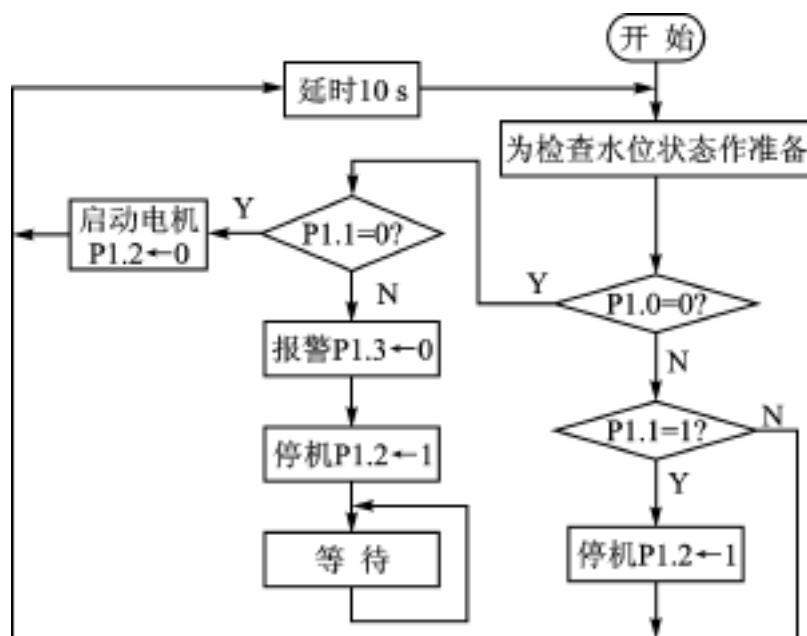 开 始
延时10 s
为检查水位状态作准备
启动电机
P1.2←0
Y
P1.1=0?
N
Y
P1.0=0?
N
报警P1.3←0
P1.1=1?
N
Y
停机P1.2←1
等 待
停机P1.2←1